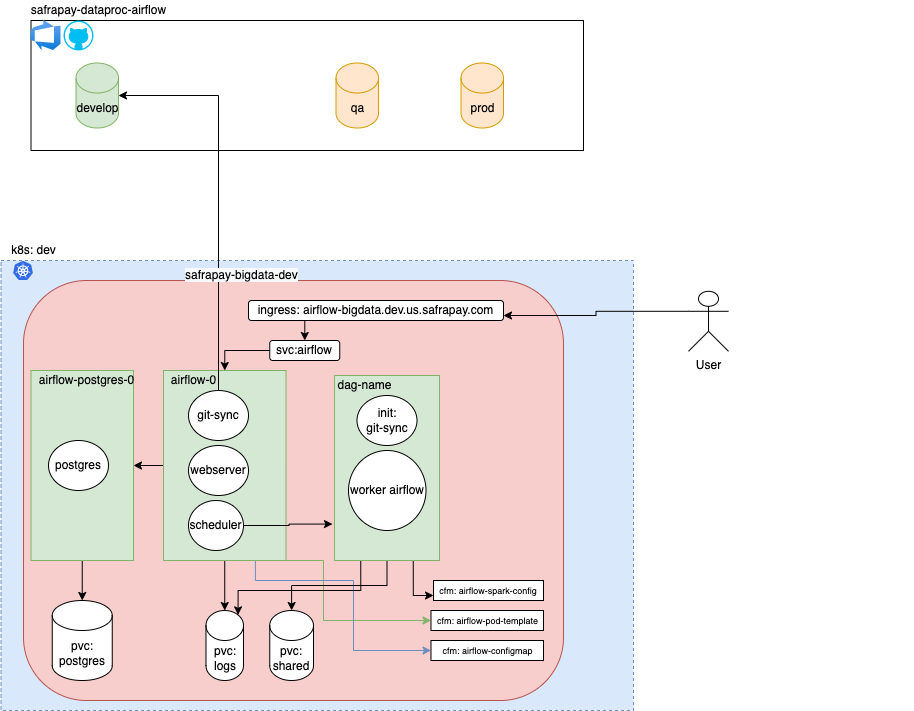 safrapay-dataproc-airflow
develop
qa
prod
k8s: dev
safrapay-bigdata-dev
ingress: airflow-bigdata.dev.us.safrapay.com
svc:airflow
User
airflow-postgres-0
airflow-0
dag-name
git-sync
init:
git-sync
postgres
webserver
worker airflow
scheduler
cfm: airflow-spark-config
cfm: airflow-pod-template
cfm: airflow-configmap
pvc:
postgres
pvc:
logs
pvc:
shared